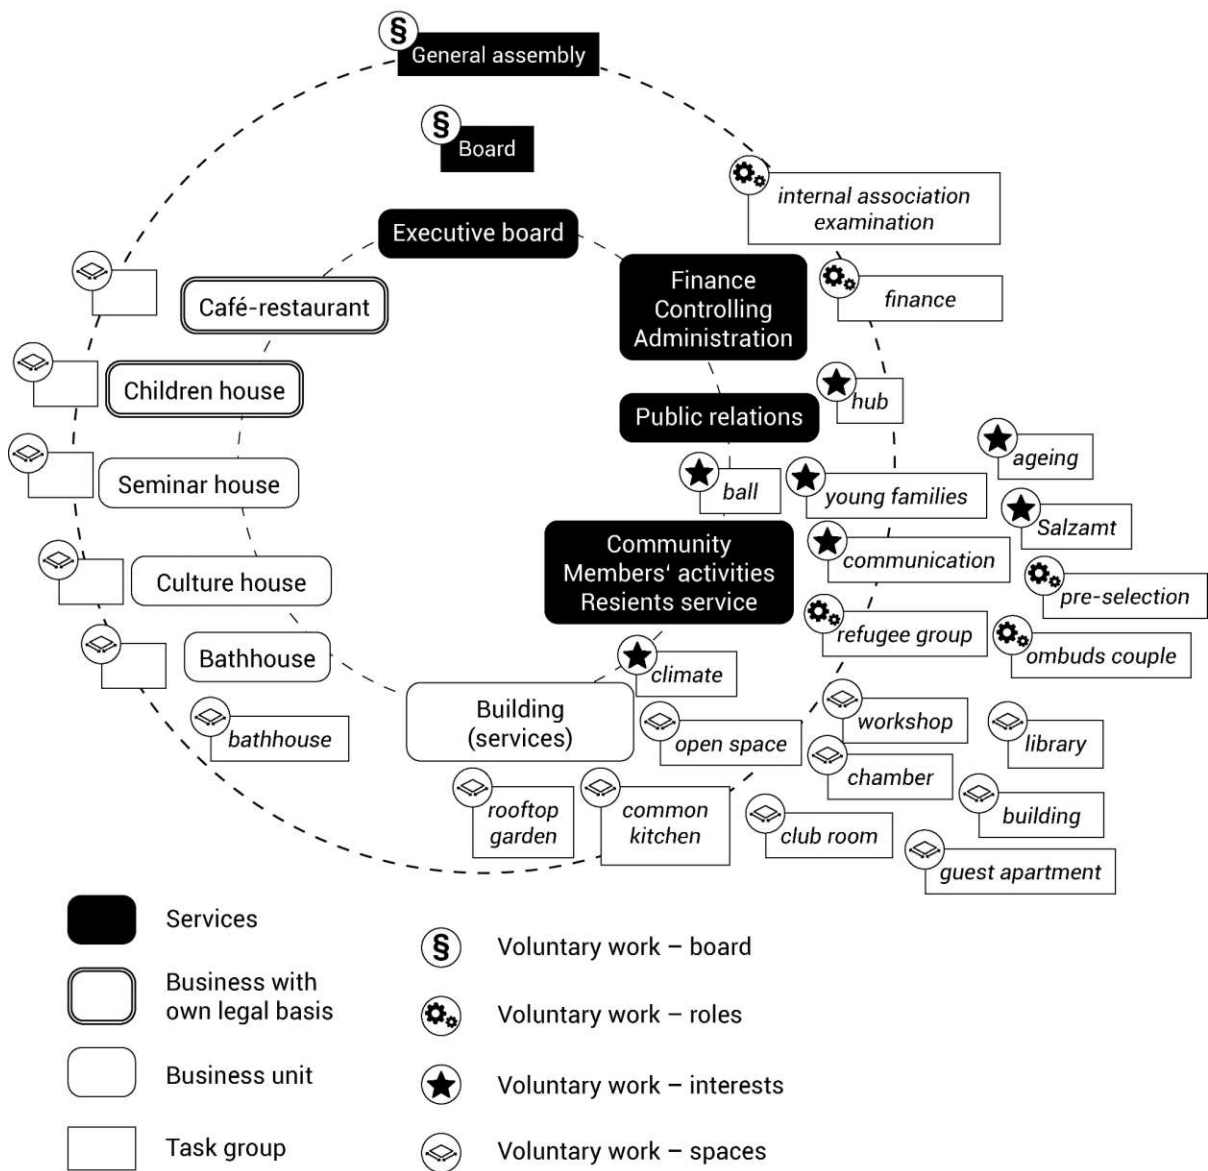 §
General assembly
§
Board
internal association
examination
Executive board
Finance
Controlling
Administration
finance
Café-restaurant
Children house
hub
Public relations
ageing
Seminar house
ball
young families
Salzamt
Community
Members‘ activities
Resients service
communication
Culture house
pre-selection
refugee group
ombuds couple
Bathhouse
climate
Building
(services)
bathhouse
open space
workshop
library
chamber
rooftop
garden
common
kitchen
club room
building
guest apartment
Services
Business with
own legal basis
Business unit
Task group
§
Voluntary work – board
Voluntary work – roles
Voluntary work – interests
Voluntary work – spaces